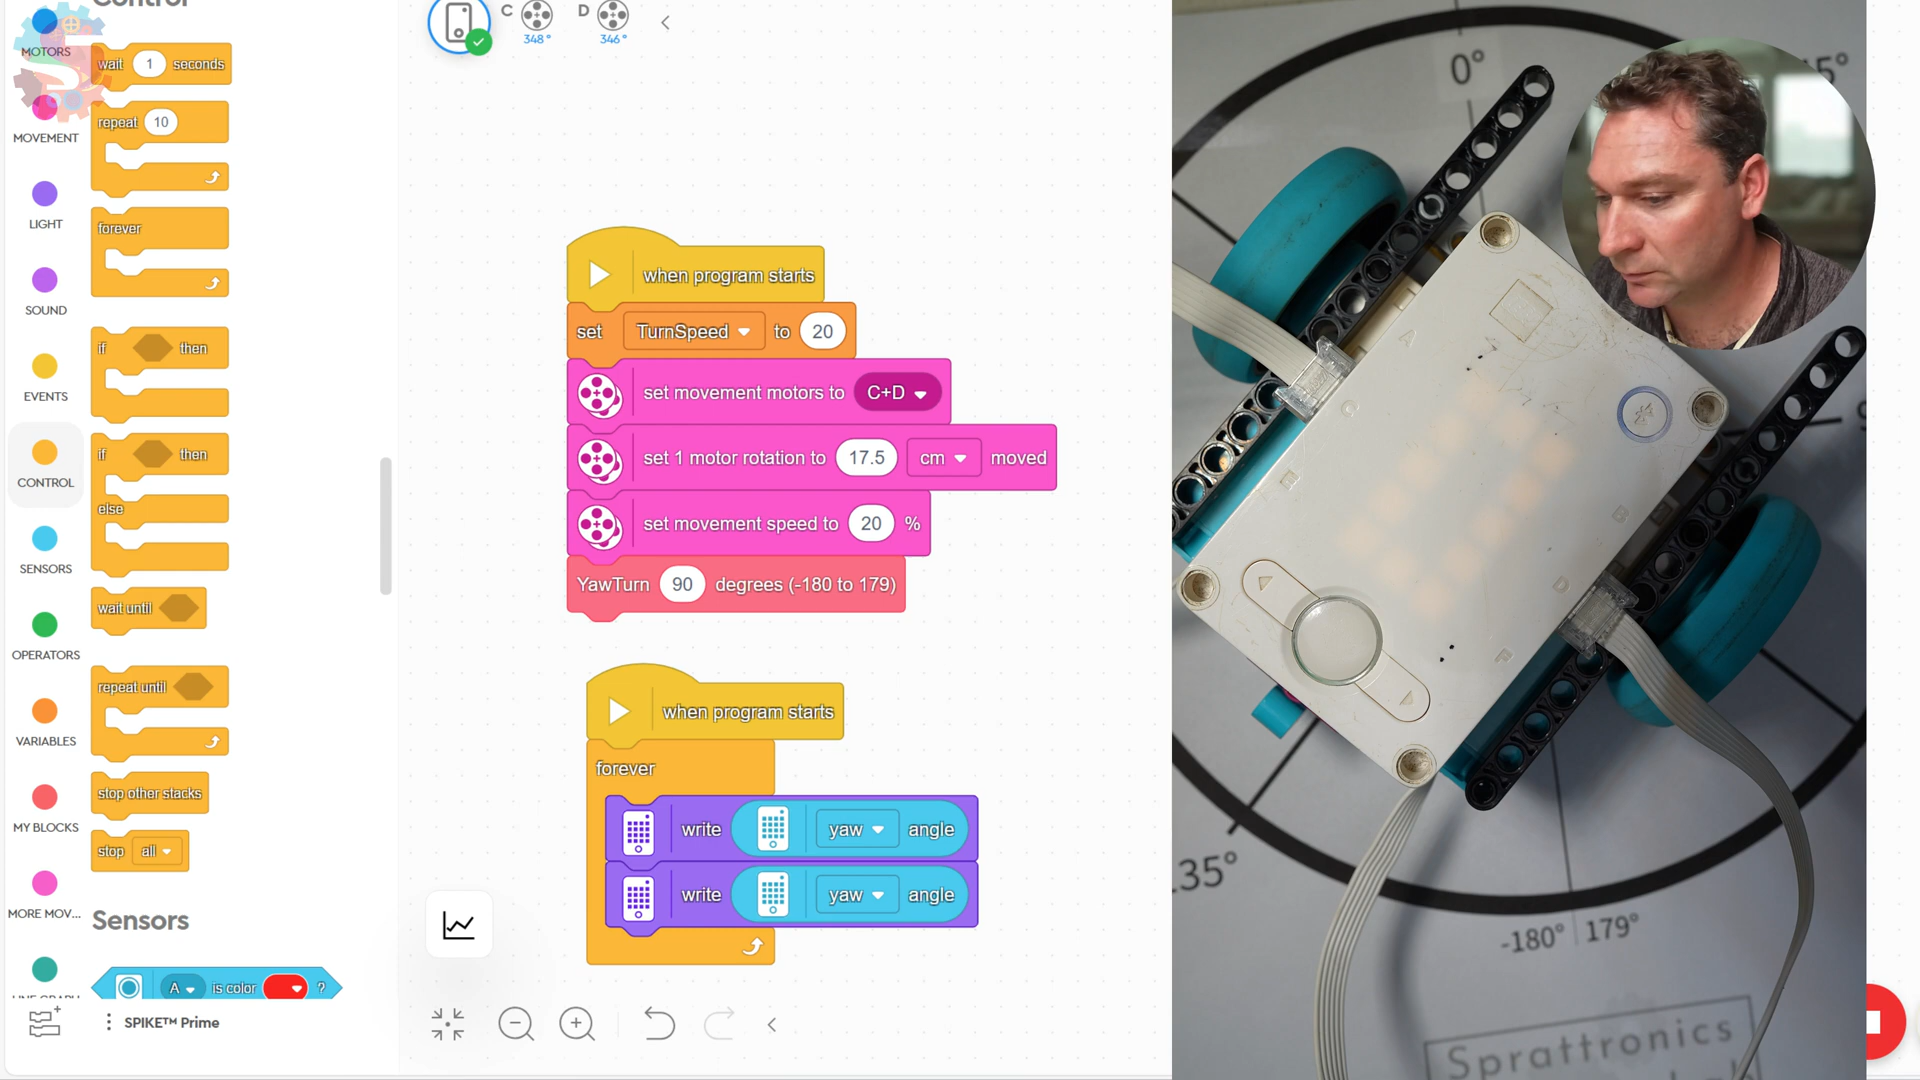 Control
MOTORS
MOVEMENT
LIGHT
SOUND
EVENTS
CONTROL
SENSORS
OPERATORS
VARIABLES
MY BLOCKS
MORE MOV...
wait 1 seconds
repeat 10
forever
if then
if then
else
wait until
repeat until
stop other stacks
stop all
Sensors
A is color ?
SPIKE™ Prime
C 348° D 346°
when program starts
set TurnSpeed to 20
set movement motors to C+D
set 1 motor rotation to 17.5 cm moved
set movement speed to 20 %
YawTurn 90 degrees (-180 to 179)
when program starts
forever
write yaw angle
write yaw angle
0°
5°
A
C
E
B
D
F
35°
-180° 179°
Sprattronics